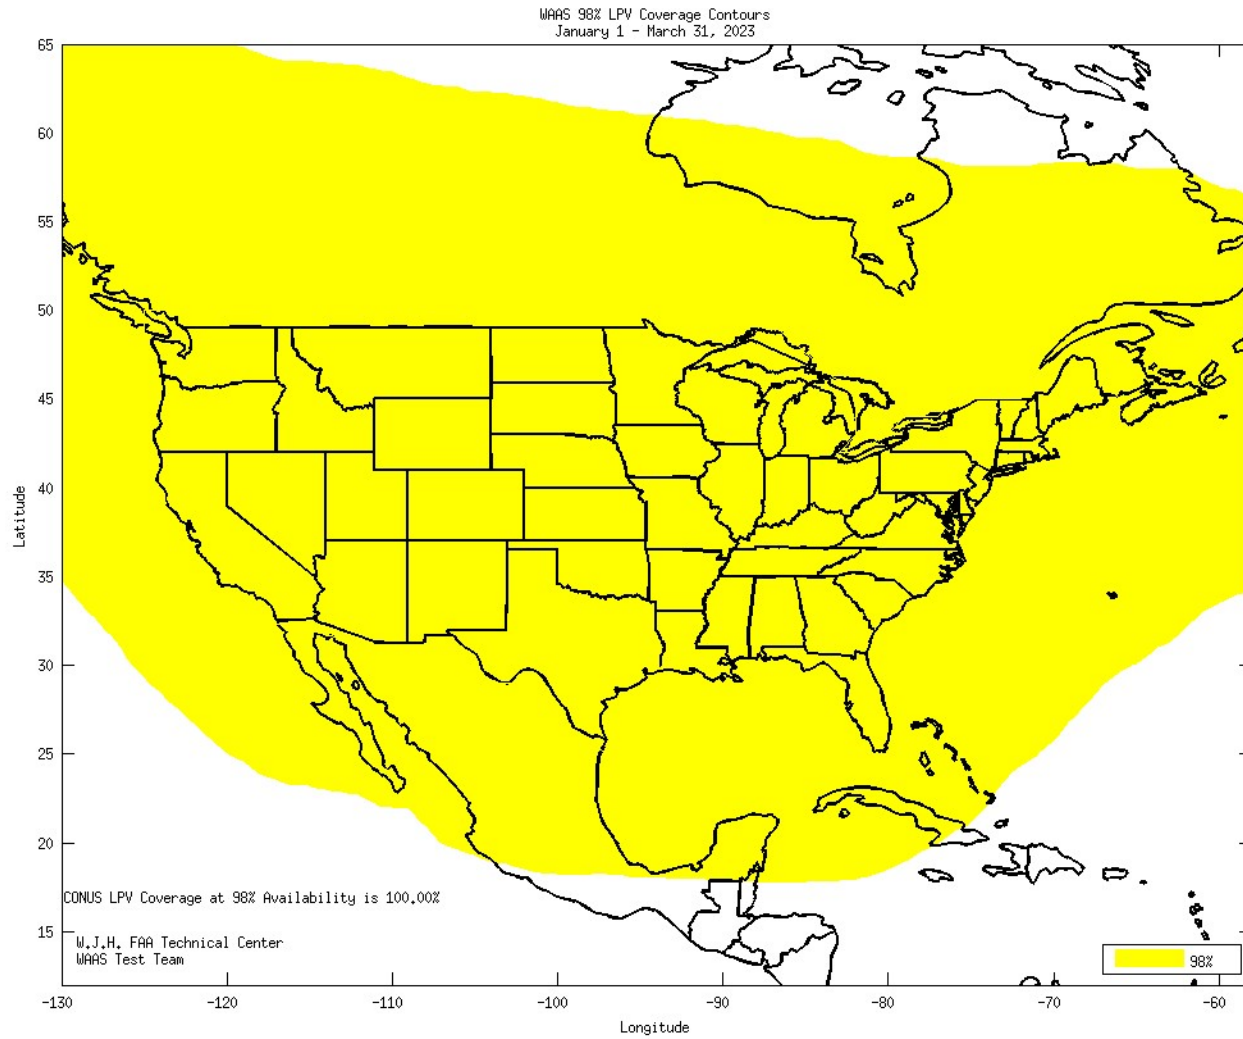 WAAS 98% LPV Coverage Contours
January 1 - March 31, 2023
65
60
55
50
45
40
35
30
25
20
15
Latitude
CONUS LPV Coverage at 98% Availability is 100.00%
W.J.H. FAA Technical Center
WAAS Test Team
98%
-130 -120 -110 -100 -90 -80 -70 -60
Longitude